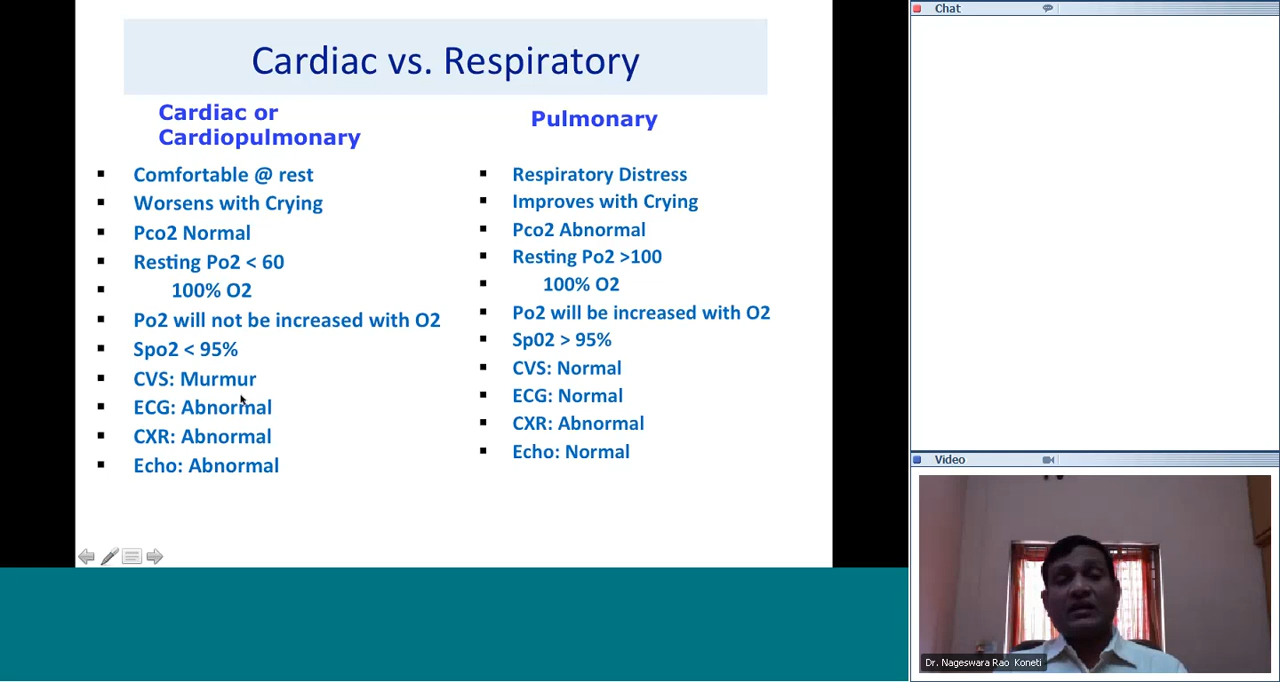 Cardiac vs. Respiratory
Cardiac or
Cardiopulmonary
Comfortable @ rest
Worsens with Crying
Pco2 Normal
Resting Po2 < 60
100% O2
Po2 will not be increased with O2
Spo2 < 95%
CVS: Murmur
ECG: Abnormal
CXR: Abnormal
Echo: Abnormal
Pulmonary
Respiratory Distress
Improves with Crying
Pco2 Abnormal
Resting Po2 >100
100% O2
Po2 will be increased with O2
Sp02 > 95%
CVS: Normal
ECG: Normal
CXR: Abnormal
Echo: Normal
Chat
Video
Dr. Nageswara Rao Koneti